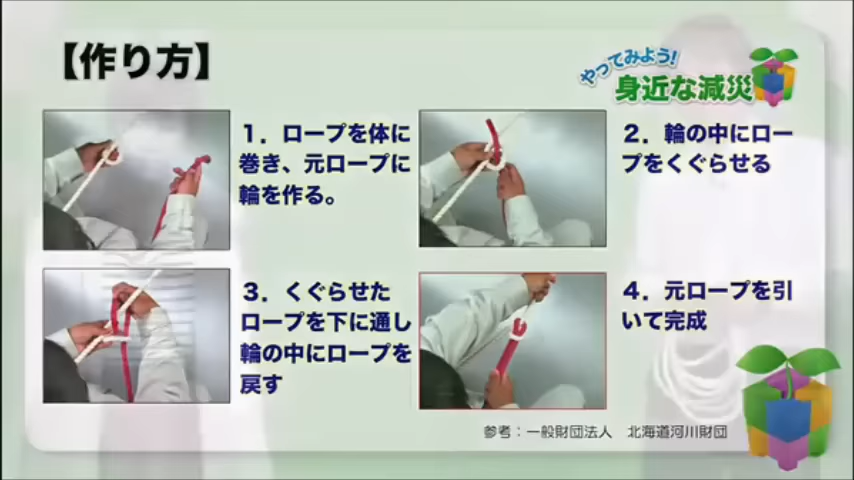 【作り方】
やってみよう!
身近な減災
1．ロープを体に
巻き、元ロープに
輪を作る。
2．輪の中にロー
プをくぐらせる
3．くぐらせた
ロープを下に通し
輪の中にロープを
戻す
4．元ロープを引
いて完成
参考：一般財団法人　北海道河川財団